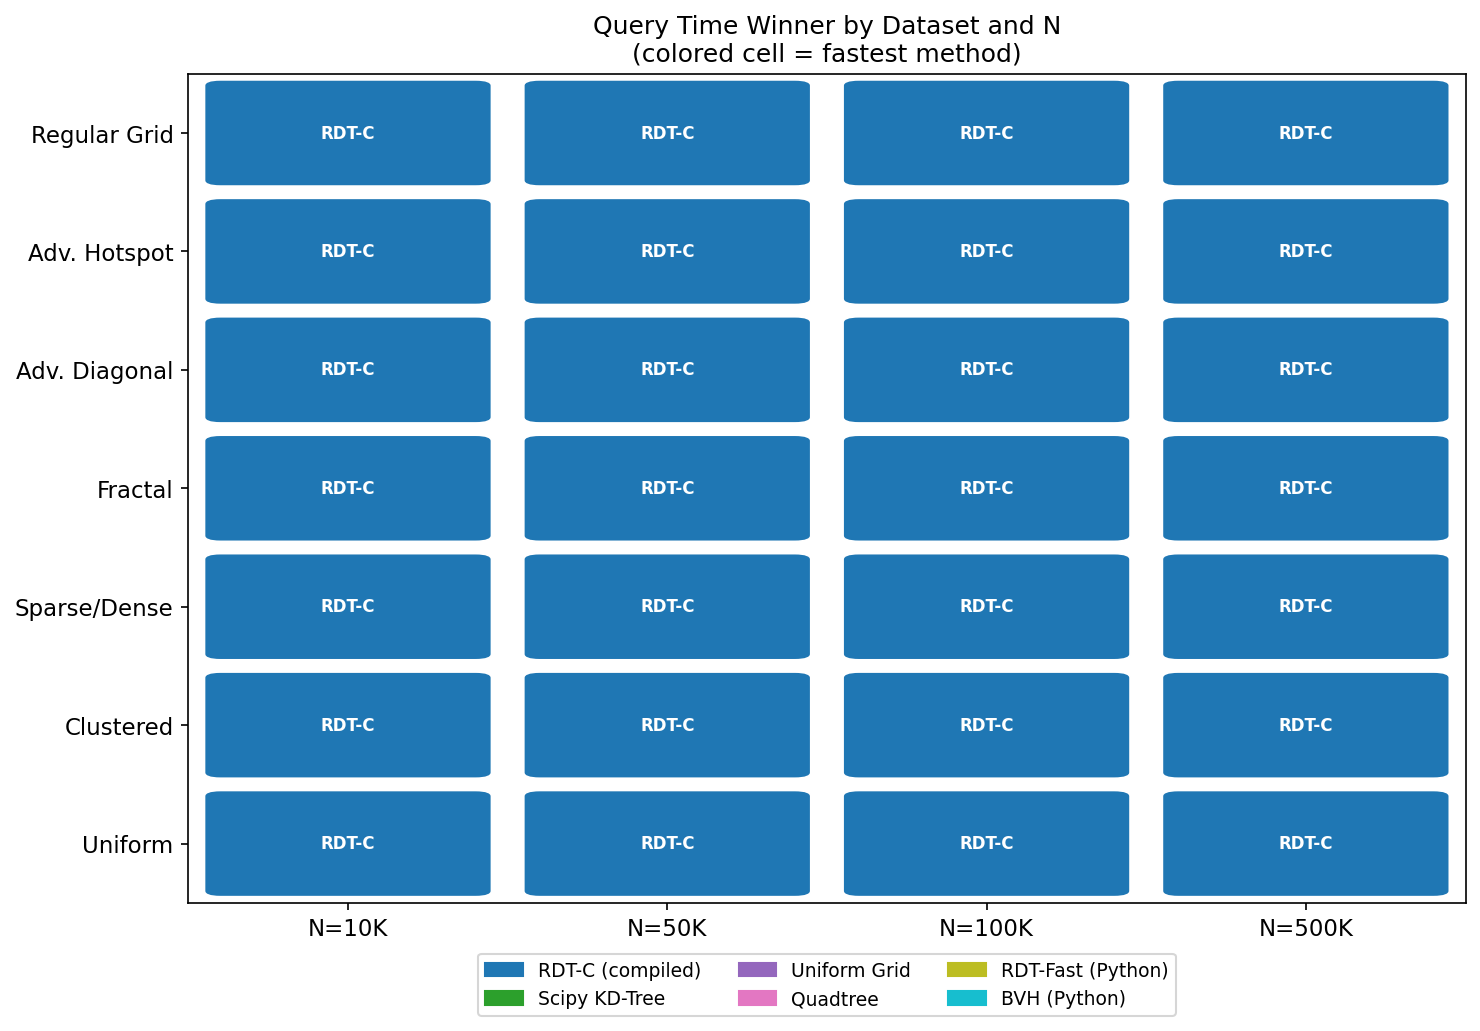 Query Time Winner by Dataset and N
(colored cell = fastest method)
Regular Grid RDT-C RDT-C RDT-C RDT-C
Adv. Hotspot RDT-C RDT-C RDT-C RDT-C
Adv. Diagonal RDT-C RDT-C RDT-C RDT-C
Fractal RDT-C RDT-C RDT-C RDT-C
Sparse/Dense RDT-C RDT-C RDT-C RDT-C
Clustered RDT-C RDT-C RDT-C RDT-C
Uniform RDT-C RDT-C RDT-C RDT-C
N=10K N=50K N=100K N=500K
RDT-C (compiled) Uniform Grid RDT-Fast (Python)
Scipy KD-Tree Quadtree BVH (Python)